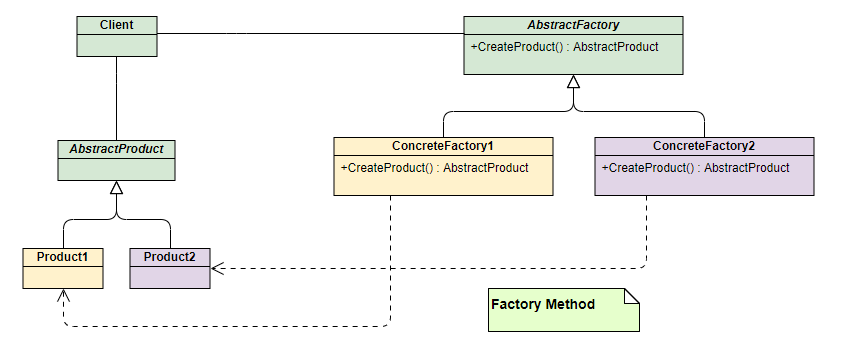 Client
AbstractFactory
+CreateProduct() : AbstractProduct
AbstractProduct
ConcreteFactory1
+CreateProduct() : AbstractProduct
ConcreteFactory2
+CreateProduct() : AbstractProduct
Product1
Product2
Factory Method